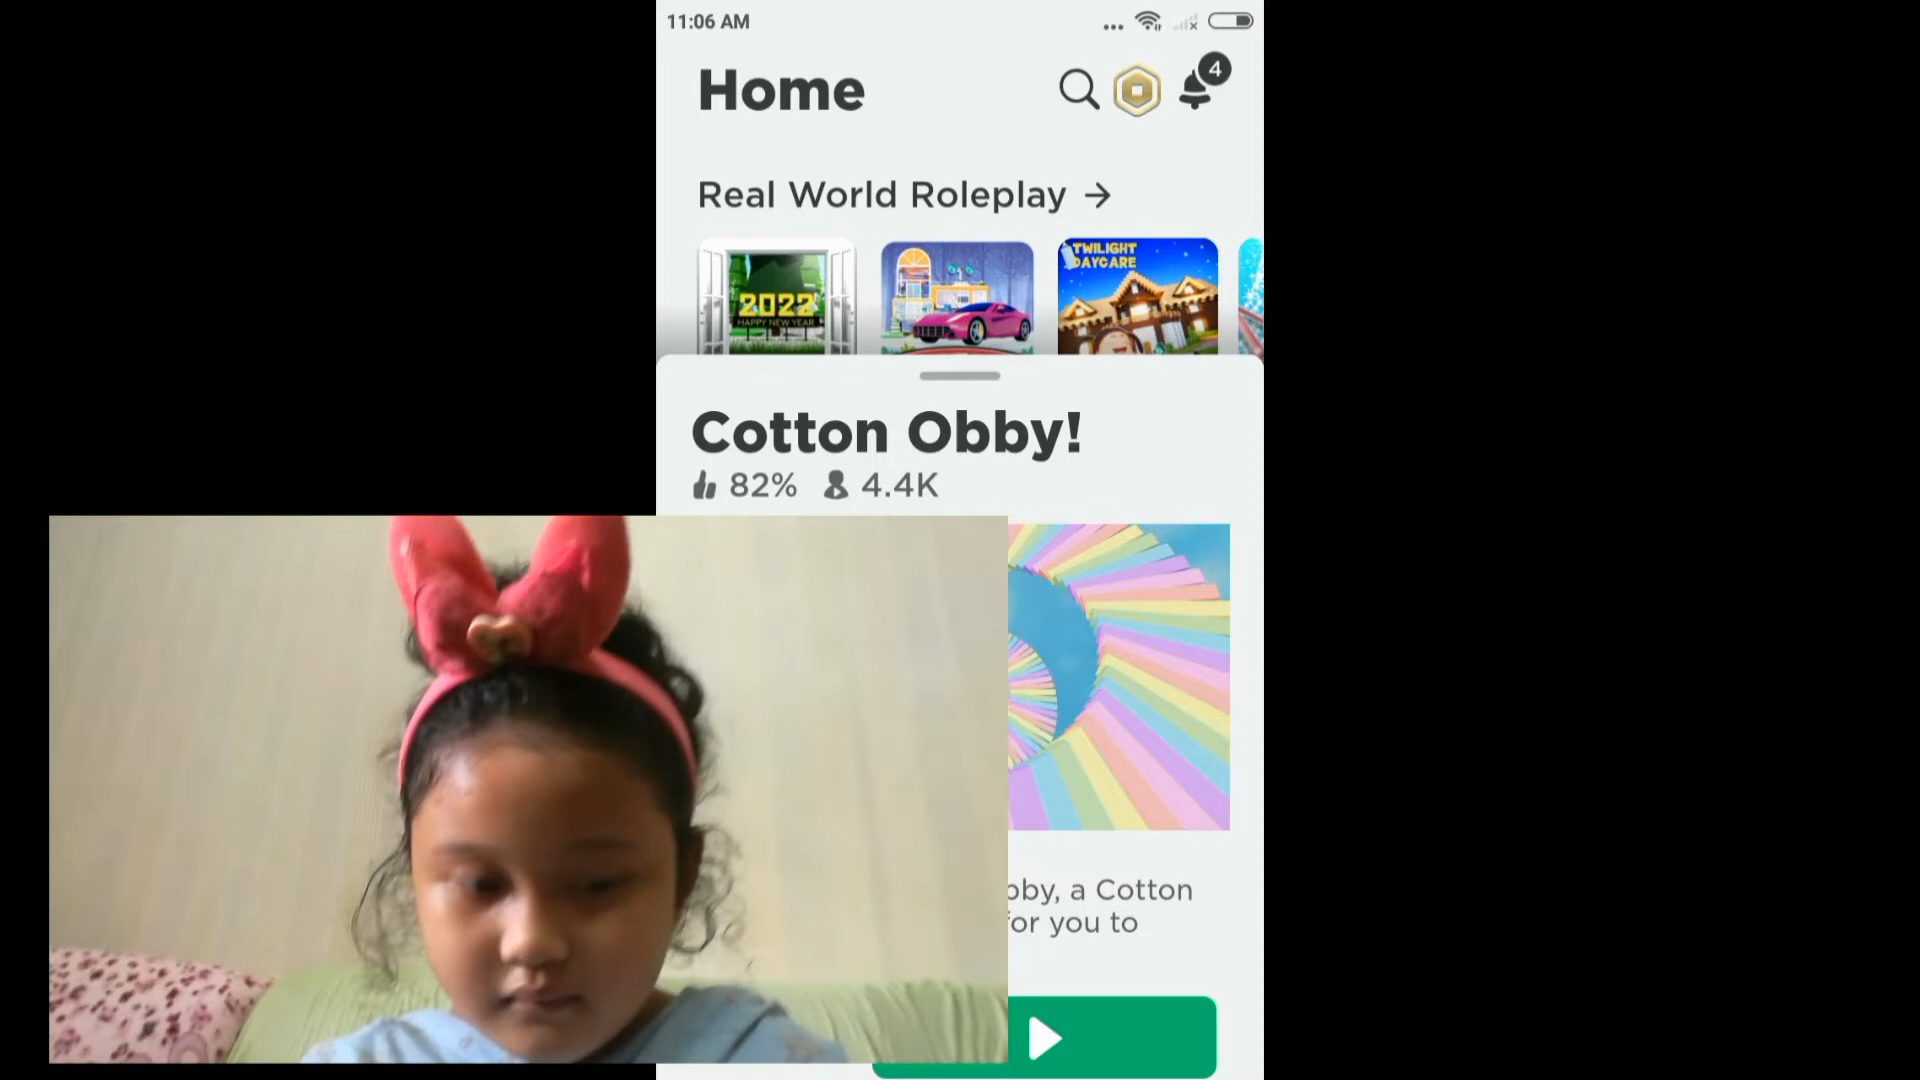 11:06 AM
Home
4
Real World Roleplay
2022
HAPPY NEW YEAR
TWILIGHT
DAYCARE
Cotton Obby!
82% 4.4K
bby, a Cotton
for you to